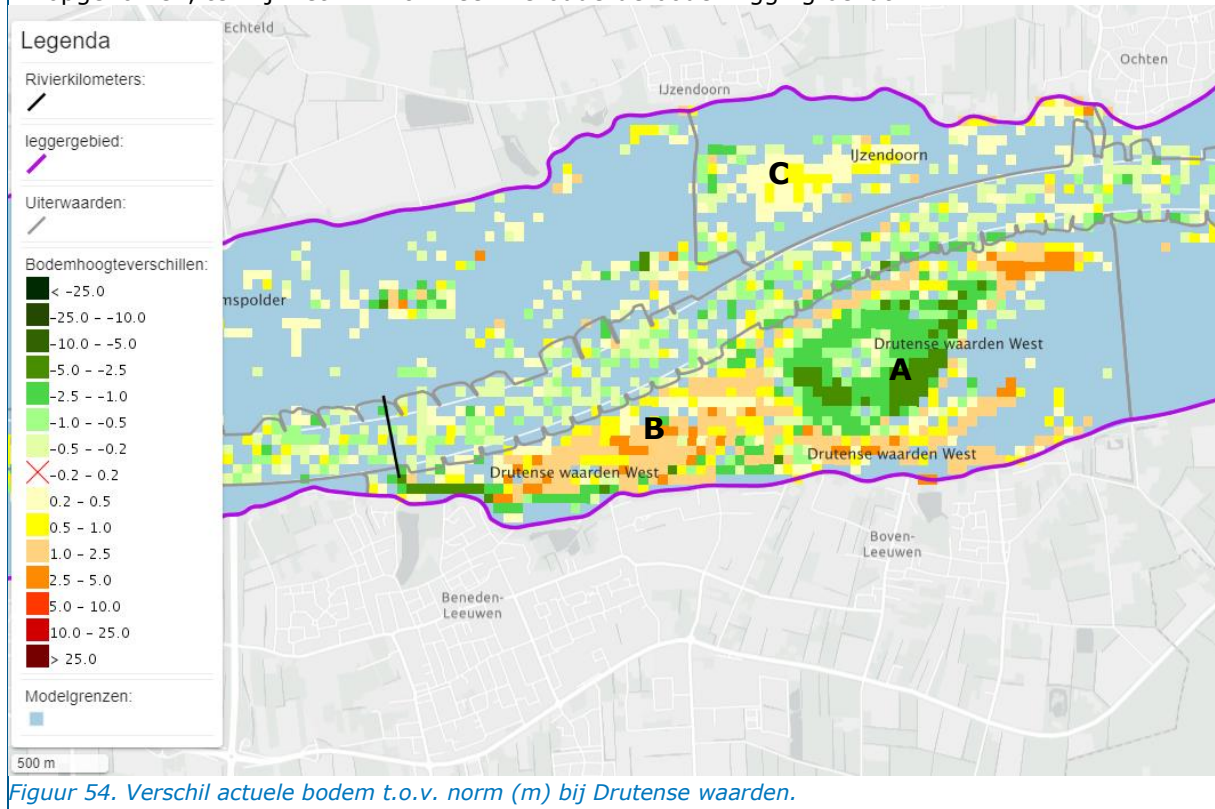 Legenda
Rivierkilometers:
leggergebied:
Uiterwaarden:
Bodemhoogteverschillen:
< -25.0
-25.0 - -10.0
-10.0 - -5.0
-5.0 - -2.5
-2.5 - -1.0
-1.0 - -0.5
-0.5 - -0.2
-0.2 - 0.2
0.2 - 0.5
0.5 - 1.0
1.0 - 2.5
2.5 - 5.0
5.0 - 10.0
10.0 - 25.0
> 25.0
Modelgrenzen:
500 m
Echteld
IJzendoorn
Ochten
C
IJzendoorn
mspolder
Drutense waarden West
A
B
Drutense waarden West
Drutense waarden West
Boven-
Leeuwen
Beneden-
Leeuwen
Figuur 54. Verschil actuele bodem t.o.v. norm (m) bij Drutense waarden.